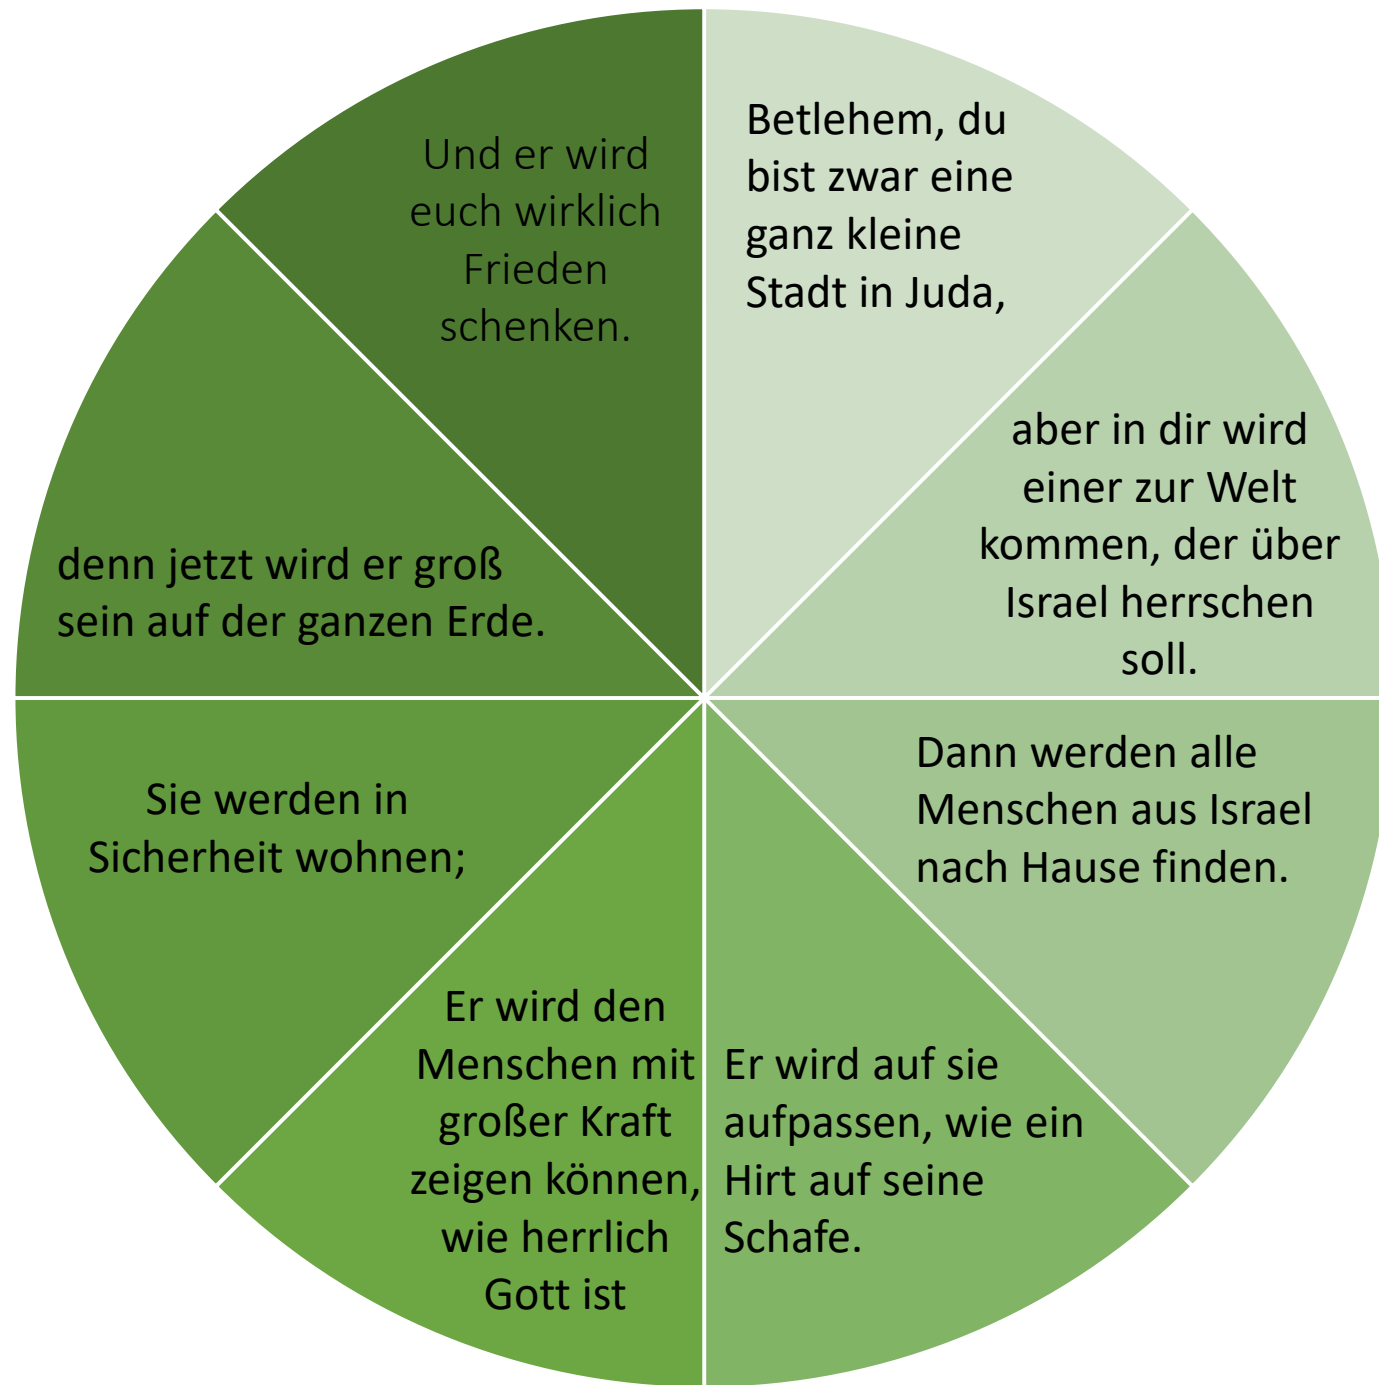 Betlehem, du
bist zwar eine
ganz kleine
Stadt in Juda,
aber in dir wird
einer zur Welt
kommen, der über
Israel herrschen
soll.
Dann werden alle
Menschen aus Israel
nach Hause finden.
Er wird auf sie
aufpassen, wie ein
Hirt auf seine
Schafe.
Er wird den
Menschen mit
großer Kraft
zeigen können,
wie herrlich
Gott ist
Sie werden in
Sicherheit wohnen;
denn jetzt wird er groß
sein auf der ganzen Erde.
Und er wird
euch wirklich
Frieden
schenken.